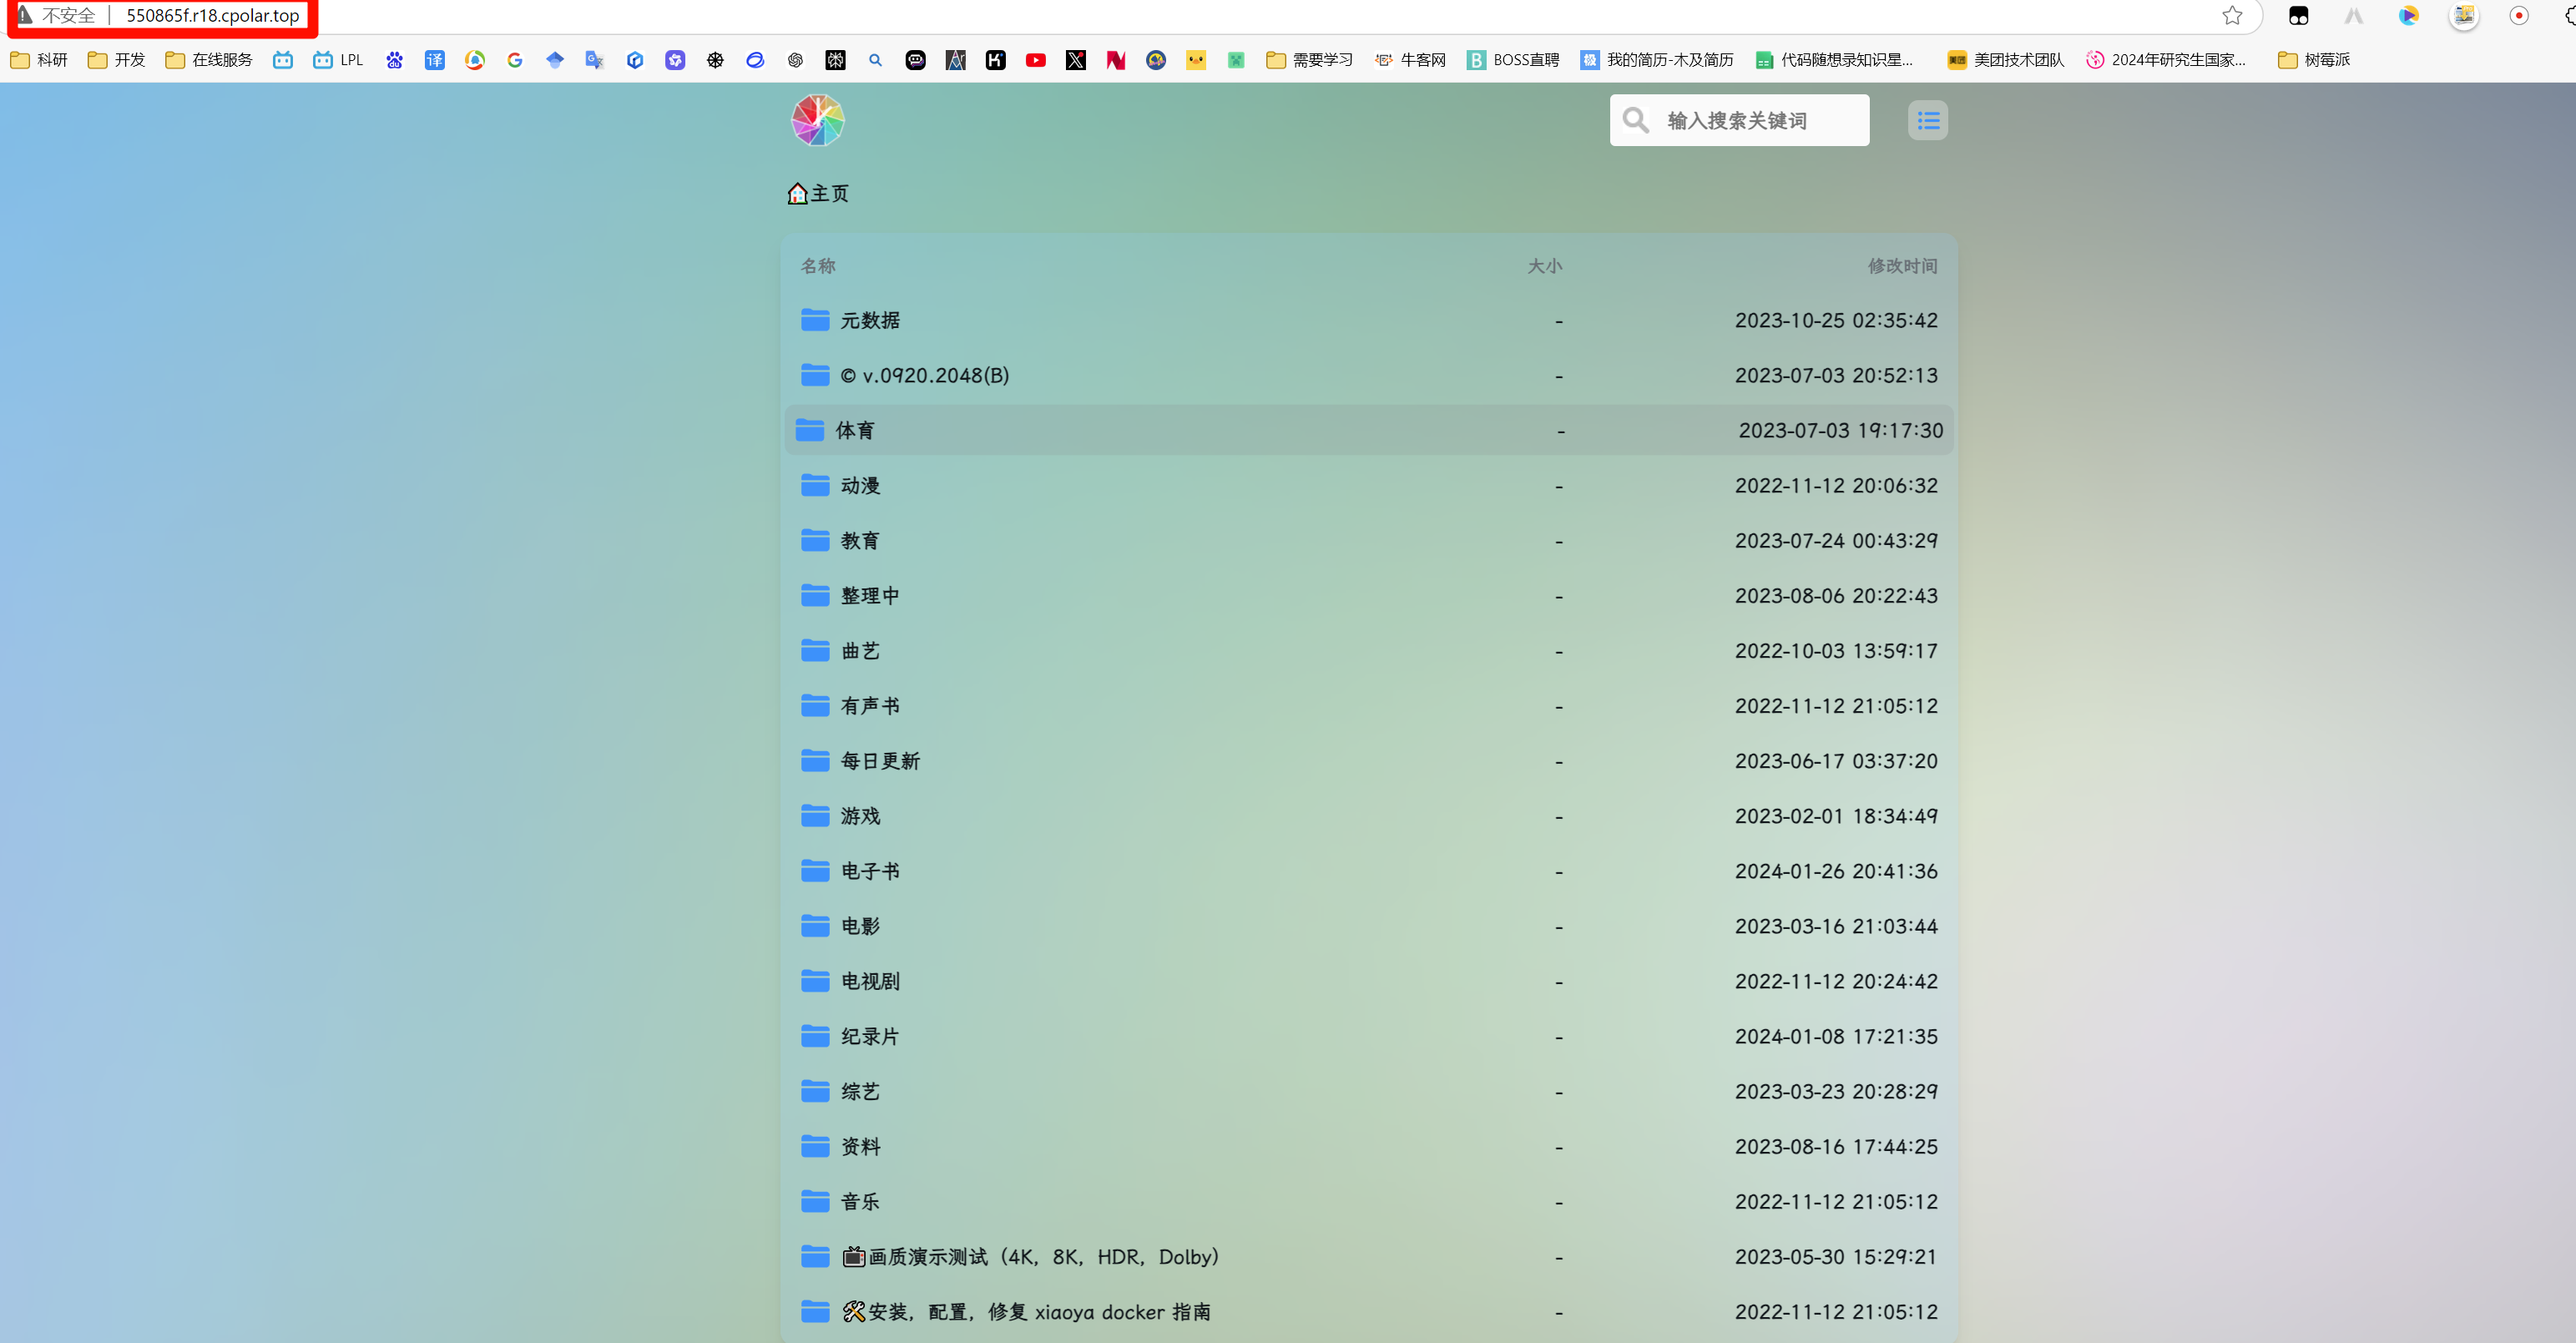 不安全 | 550865f.r18.cpolar.top
科研 开发 在线服务 LPL 需要学习 牛客网 BOSS直聘 我的简历-木及简历 代码随想录知识星... 美团技术团队 2024年研究生国家... 树莓派
输入搜索关键词
🏠主页
名称 大小 修改时间
元数据 - 2023-10-25 02:35:42
© v.0920.2048(B) - 2023-07-03 20:52:13
体育 - 2023-07-03 19:17:30
动漫 - 2022-11-12 20:06:32
教育 - 2023-07-24 00:43:29
整理中 - 2023-08-06 20:22:43
曲艺 - 2022-10-03 13:59:17
有声书 - 2022-11-12 21:05:12
每日更新 - 2023-06-17 03:37:20
游戏 - 2023-02-01 18:34:49
电子书 - 2024-01-26 20:41:36
电影 - 2023-03-16 21:03:44
电视剧 - 2022-11-12 20:24:42
纪录片 - 2024-01-08 17:21:35
综艺 - 2023-03-23 20:28:29
资料 - 2023-08-16 17:44:25
音乐 - 2022-11-12 21:05:12
📺画质演示测试（4K，8K，HDR，Dolby） - 2023-05-30 15:29:21
🛠安装，配置，修复 xiaoya docker 指南 - 2022-11-12 21:05:12